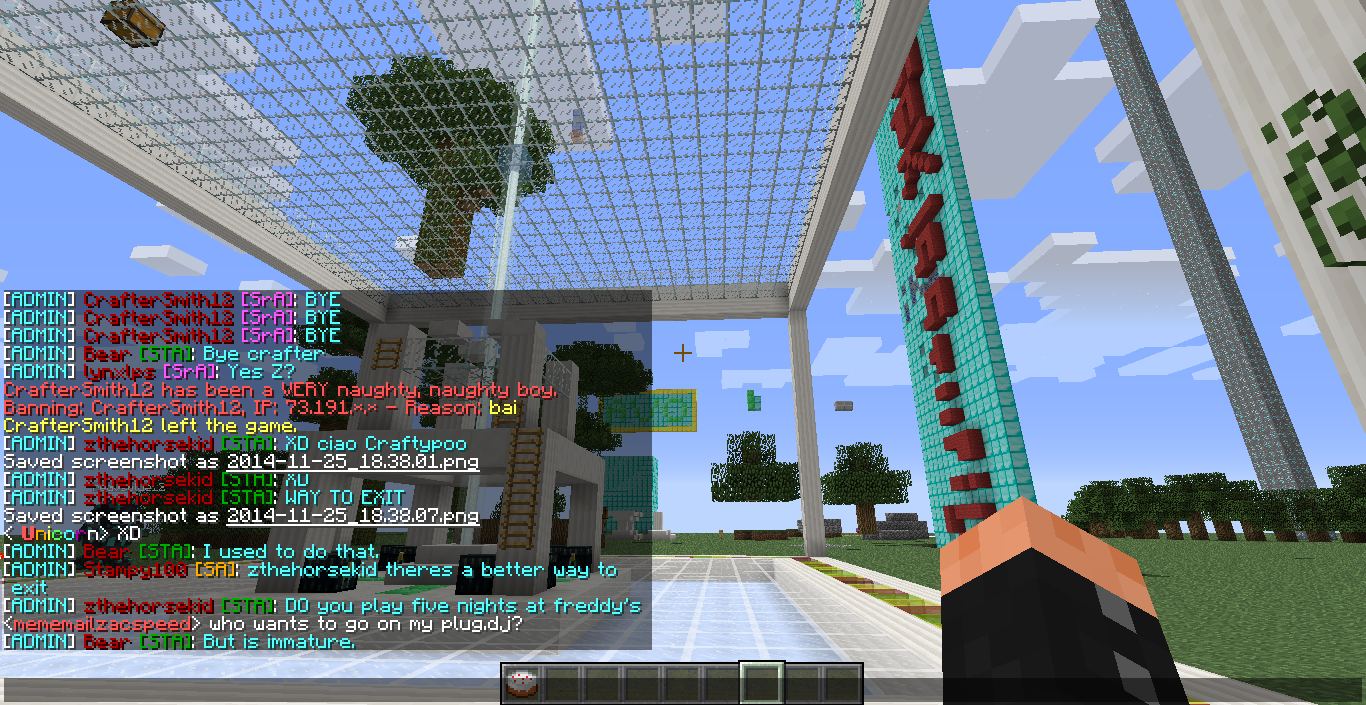 [ADMIN] CrafterSmith12 [SrA]: BYE
[ADMIN] CrafterSmith12 [SrA]: BYE
[ADMIN] CrafterSmith12 [SrA]: BYE
[ADMIN] Bear [STA]: Bye crafter
[ADMIN] lynxlps [SrA]: Yes Z?
CrafterSmith12 has been a VERY naughty, naughty boy.
Banning: CrafterSmith12, IP: 73.191.*.* - Reason: bai
CrafterSmith12 left the game.
[ADMIN] zthehorsekid [STA]: XD ciao Craftypoo
Saved screenshot as 2014-11-25_18.38.01.png
[ADMIN] zthehorsekid [STA]: XD
[ADMIN] zthehorsekid [STA]: WAY TO EXIT
Saved screenshot as 2014-11-25_18.38.07.png
< Unicorn> XD
[ADMIN] Bear [STA]: I used to do that.
[ADMIN] Stampy100 [SA]: zthehorsekid theres a better way to
exit
[ADMIN] zthehorsekid [STA]: DO you play five nights at freddy's
<mememailzacspeed> who wants to go on my plug.d.j?
[ADMIN] Bear [STA]: But is immature.